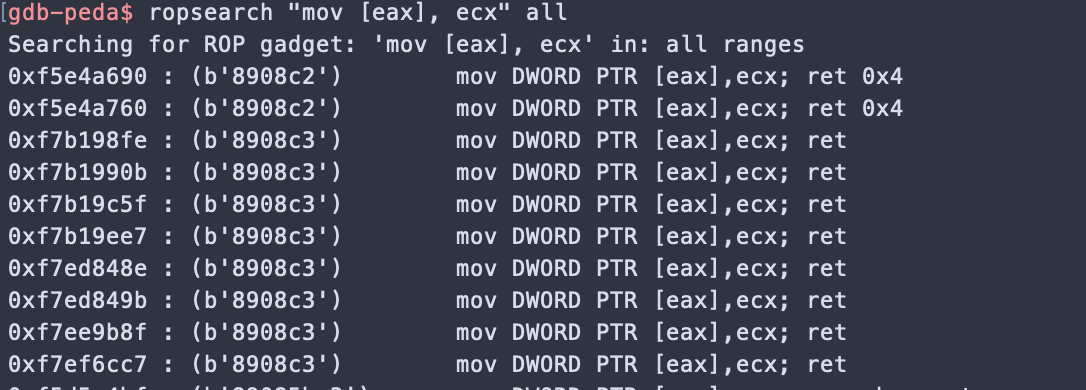 [gdb-peda$ ropsearch "mov [eax], ecx" all
Searching for ROP gadget: 'mov [eax], ecx' in: all ranges
0xf5e4a690 : (b'8908c2') mov DWORD PTR [eax],ecx; ret 0x4
0xf5e4a760 : (b'8908c2') mov DWORD PTR [eax],ecx; ret 0x4
0xf7b198fe : (b'8908c3') mov DWORD PTR [eax],ecx; ret
0xf7b1990b : (b'8908c3') mov DWORD PTR [eax],ecx; ret
0xf7b19c5f : (b'8908c3') mov DWORD PTR [eax],ecx; ret
0xf7b19ee7 : (b'8908c3') mov DWORD PTR [eax],ecx; ret
0xf7ed848e : (b'8908c3') mov DWORD PTR [eax],ecx; ret
0xf7ed849b : (b'8908c3') mov DWORD PTR [eax],ecx; ret
0xf7ee9b8f : (b'8908c3') mov DWORD PTR [eax],ecx; ret
0xf7ef6cc7 : (b'8908c3') mov DWORD PTR [eax],ecx; ret